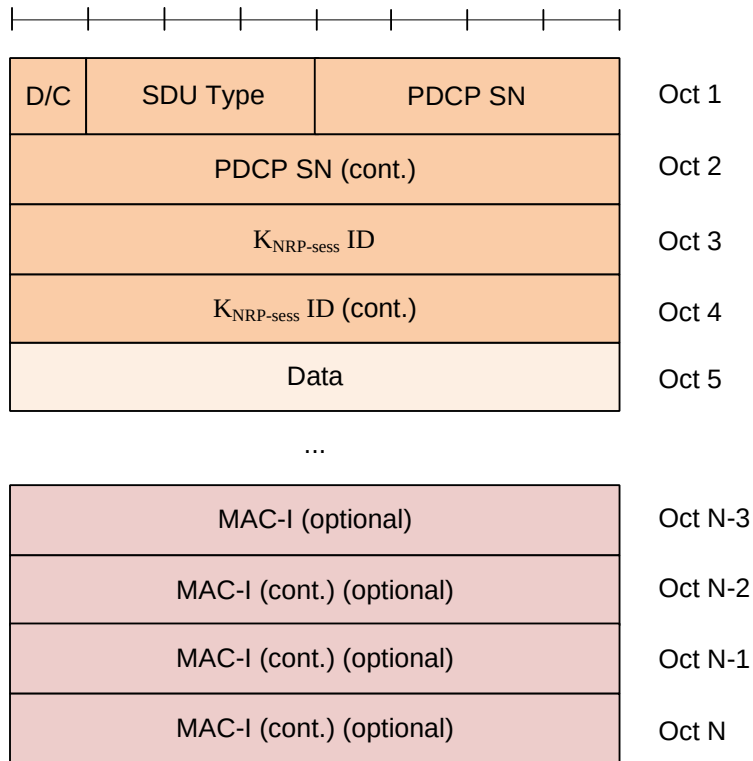 D/C SDU Type PDCP SN Oct 1
PDCP SN (cont.) Oct 2
KNRP-sess ID Oct 3
KNRP-sess ID (cont.) Oct 4
Data Oct 5
...
MAC-I (optional) Oct N-3
MAC-I (cont.) (optional) Oct N-2
MAC-I (cont.) (optional) Oct N-1
MAC-I (cont.) (optional) Oct N